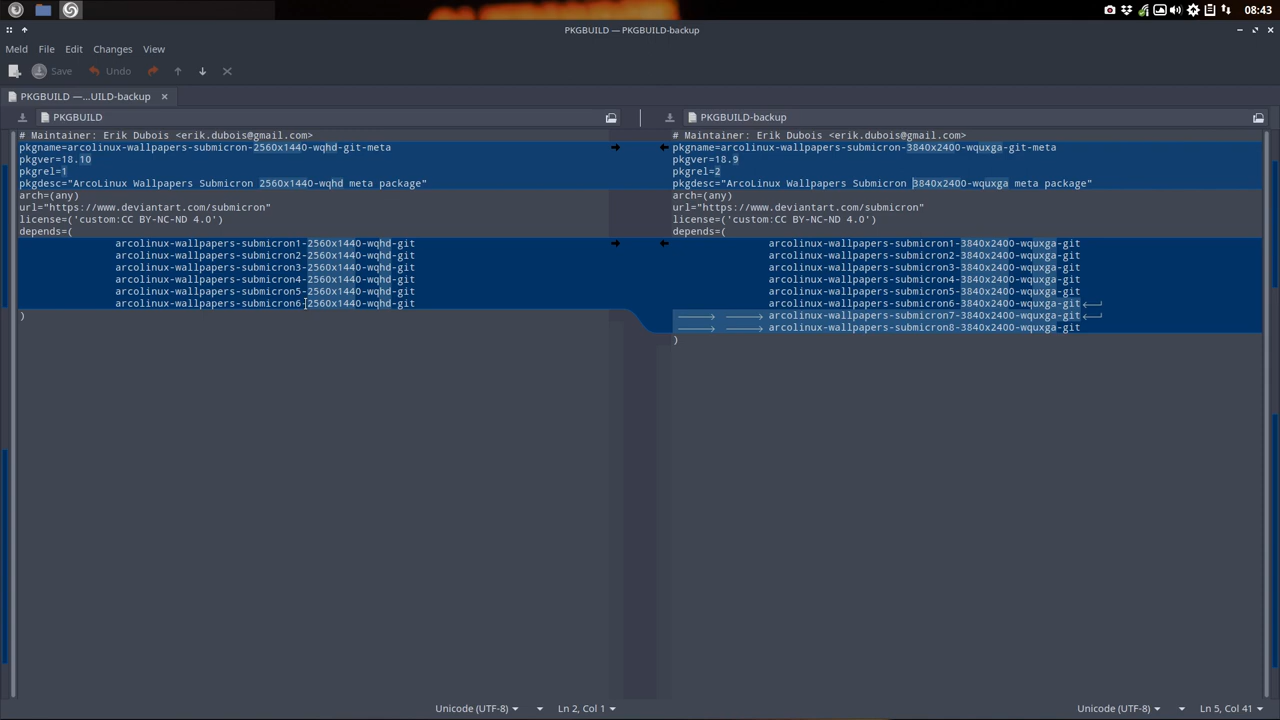 08:43
PKGBUILD — PKGBUILD-backup
Meld File Edit Changes View
Save Undo
PKGBUILD —...UILD-backup
PKGBUILD
# Maintainer: Erik Dubois <erik.dubois@gmail.com>
pkgname=arcolinux-wallpapers-submicron-2560x1440-wqhd-git-meta
pkgver=18.10
pkgrel=1
pkgdesc="ArcoLinux Wallpapers Submicron 2560x1440-wqhd meta package"
arch=(any)
url="https://www.deviantart.com/submicron"
license=('custom:CC BY-NC-ND 4.0')
depends=(
arcolinux-wallpapers-submicron1-2560x1440-wqhd-git
arcolinux-wallpapers-submicron2-2560x1440-wqhd-git
arcolinux-wallpapers-submicron3-2560x1440-wqhd-git
arcolinux-wallpapers-submicron4-2560x1440-wqhd-git
arcolinux-wallpapers-submicron5-2560x1440-wqhd-git
arcolinux-wallpapers-submicron6-2560x1440-wqhd-git
)
PKGBUILD-backup
# Maintainer: Erik Dubois <erik.dubois@gmail.com>
pkgname=arcolinux-wallpapers-submicron-3840x2400-wquxga-git-meta
pkgver=18.9
pkgrel=2
pkgdesc="ArcoLinux Wallpapers Submicron 3840x2400-wquxga meta package"
arch=(any)
url="https://www.deviantart.com/submicron"
license=('custom:CC BY-NC-ND 4.0')
depends=(
arcolinux-wallpapers-submicron1-3840x2400-wquxga-git
arcolinux-wallpapers-submicron2-3840x2400-wquxga-git
arcolinux-wallpapers-submicron3-3840x2400-wquxga-git
arcolinux-wallpapers-submicron4-3840x2400-wquxga-git
arcolinux-wallpapers-submicron5-3840x2400-wquxga-git
arcolinux-wallpapers-submicron6-3840x2400-wquxga-git
arcolinux-wallpapers-submicron7-3840x2400-wquxga-git
arcolinux-wallpapers-submicron8-3840x2400-wquxga-git
)
Unicode (UTF-8) Ln 2, Col 1
Unicode (UTF-8) Ln 5, Col 41